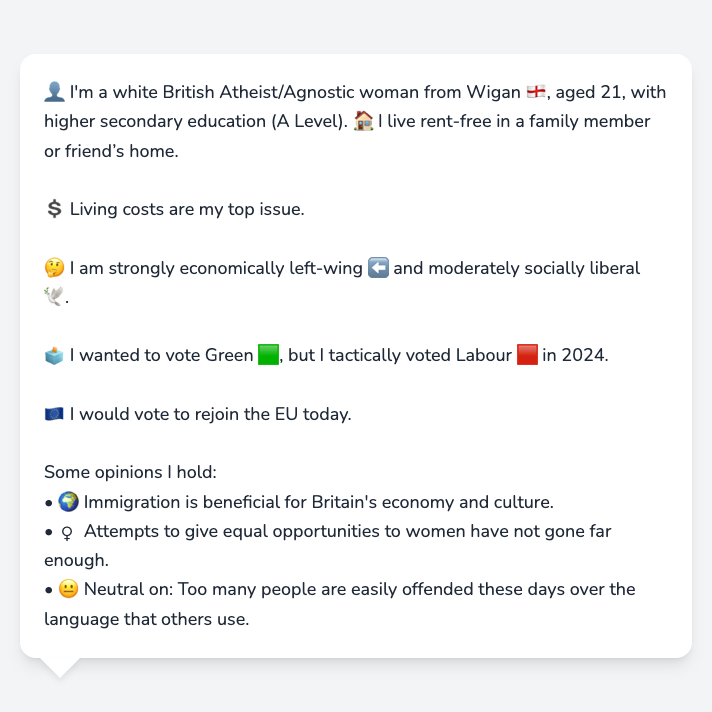 👤 I'm a white British Atheist/Agnostic woman from Wigan 🏴󠁧󠁢󠁥󠁮󠁧󠁿, aged 21, with
higher secondary education (A Level). 🏠 I live rent-free in a family member
or friend’s home.
💲 Living costs are my top issue.
🤔 I am strongly economically left-wing ⬅️ and moderately socially liberal
🕊️.
🗳️ I wanted to vote Green 🟩, but I tactically voted Labour 🟥 in 2024.
🇪🇺 I would vote to rejoin the EU today.
Some opinions I hold:
• 🌍 Immigration is beneficial for Britain's economy and culture.
• ♀ Attempts to give equal opportunities to women have not gone far
enough.
• 😐 Neutral on: Too many people are easily offended these days over the
language that others use.